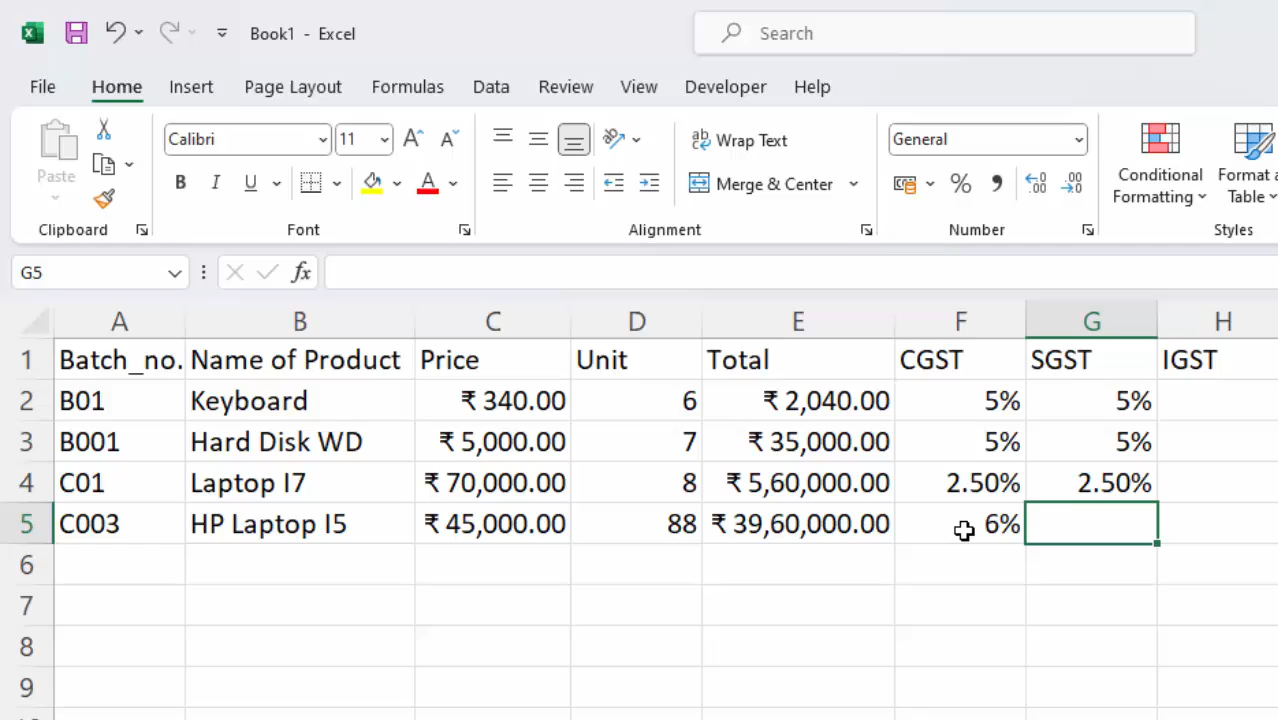 Book1 - Excel
Search
File Home Insert Page Layout Formulas Data Review View Developer Help
Paste
Calibri 11
A^ A˅
ab Wrap Text
General
B I U A
Merge & Center
% , .00 .00
Conditional Formatting
Format a
Table
Clipboard Font Alignment Number Styles
G5 fx
A B C D E F G H
1 Batch_no. Name of Product Price Unit Total CGST SGST IGST
2 B01 Keyboard ₹ 340.00 6 ₹ 2,040.00 5% 5%
3 B001 Hard Disk WD ₹ 5,000.00 7 ₹ 35,000.00 5% 5%
4 C01 Laptop I7 ₹ 70,000.00 8 ₹ 5,60,000.00 2.50% 2.50%
5 C003 HP Laptop I5 ₹ 45,000.00 88 ₹ 39,60,000.00 6%
6
7
8
9